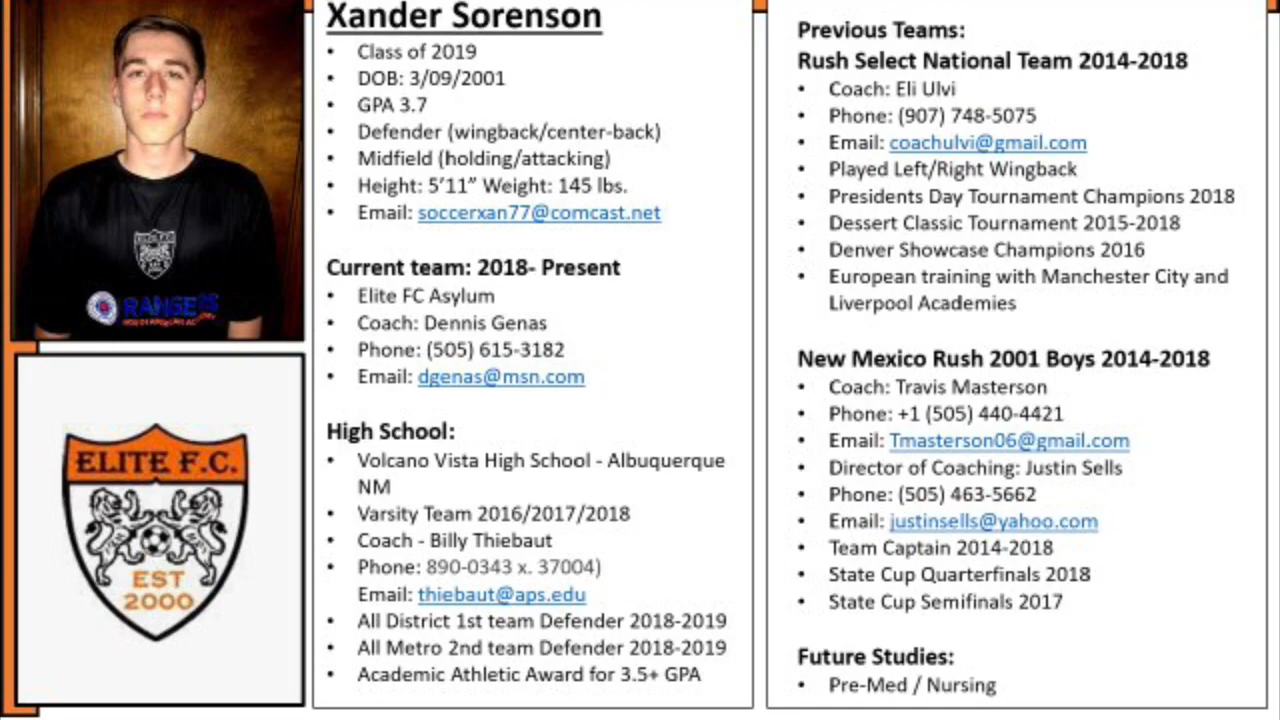 Xander Sorenson
• Class of 2019
• DOB: 3/09/2001
• GPA 3.7
• Defender (wingback/center-back)
• Midfield (holding/attacking)
• Height: 5’11” Weight: 145 lbs.
• Email: soccerxan77@comcast.net
Current team: 2018- Present
• Elite FC Asylum
• Coach: Dennis Genas
• Phone: (505) 615-3182
• Email: dgenas@msn.com
High School:
• Volcano Vista High School - Albuquerque
NM
• Varsity Team 2016/2017/2018
• Coach - Billy Thiebaut
• Phone: 890-0343 x. 37004)
Email: thiebaut@aps.edu
• All District 1st team Defender 2018-2019
• All Metro 2nd team Defender 2018-2019
• Academic Athletic Award for 3.5+ GPA
Previous Teams:
Rush Select National Team 2014-2018
• Coach: Eli Ulvi
• Phone: (907) 748-5075
• Email: coachulvi@gmail.com
• Played Left/Right Wingback
• Presidents Day Tournament Champions 2018
• Dessert Classic Tournament 2015-2018
• Denver Showcase Champions 2016
• European training with Manchester City and
Liverpool Academies
New Mexico Rush 2001 Boys 2014-2018
• Coach: Travis Masterson
• Phone: +1 (505) 440-4421
• Email: Tmasterson06@gmail.com
• Director of Coaching: Justin Sells
• Phone: (505) 463-5662
• Email: justinsells@yahoo.com
• Team Captain 2014-2018
• State Cup Quarterfinals 2018
• State Cup Semifinals 2017
Future Studies:
• Pre-Med / Nursing
RANGERS
ELITE F.C.
EST
2000